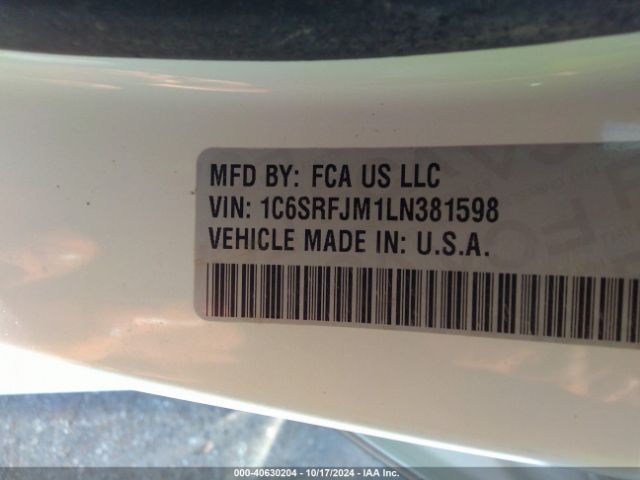 MFD BY: FCA US LLC
VIN: 1C6SRFJM1LN381598
VEHICLE MADE IN: U.S.A.
000-40630204 - 10/17/2024 - IAA Inc.